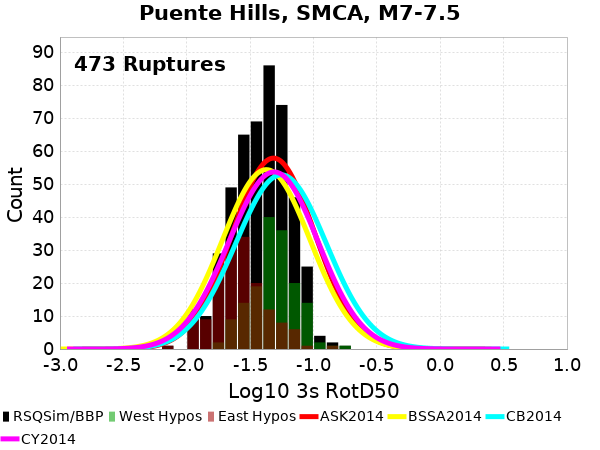 Puente Hills, SMCA, M7-7.5
473 Ruptures
Count
90
80
70
60
50
40
30
20
10
0
-3.0 -2.5 -2.0 -1.5 -1.0 -0.5 0.0 0.5 1.0
Log10 3s RotD50
RSQSim/BBP West Hypos East Hypos ASK2014 BSSA2014 CB2014
CY2014